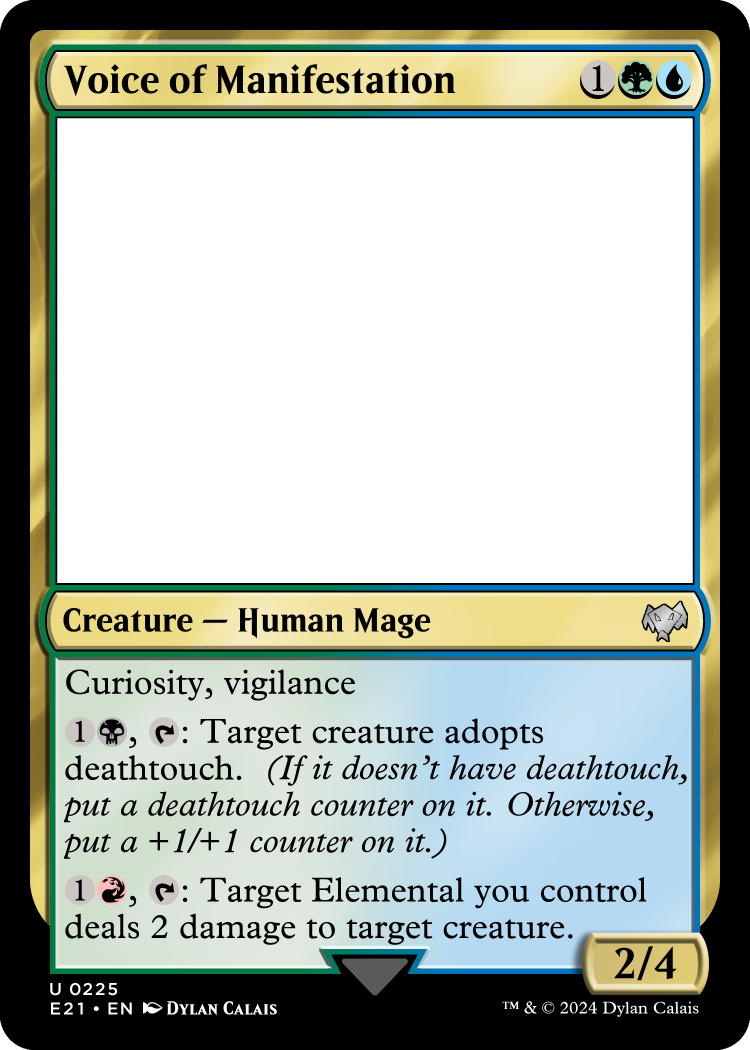 Voice of Manifestation 1
Creature — Human Mage
Curiosity, vigilance
1 , : Target creature adopts
deathtouch. (If it doesn't have deathtouch,
put a deathtouch counter on it. Otherwise,
put a +1/+1 counter on it.)
1 , : Target Elemental you control
deals 2 damage to target creature.
2/4
U 0225
E21 • EN DYLAN CALAIS
™ & © 2024 Dylan Calais